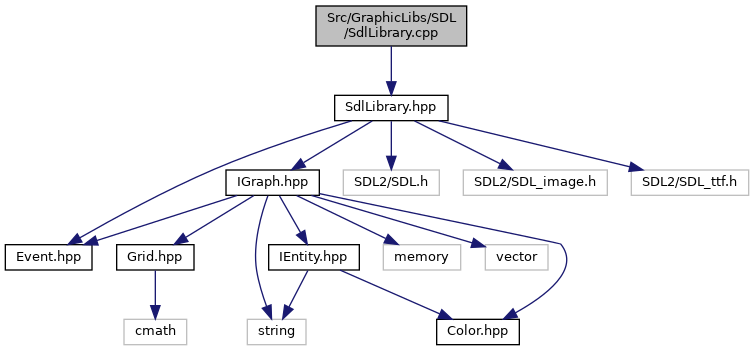 Src/GraphicLibs/SDL
/SdlLibrary.cpp
SdlLibrary.hpp
IGraph.hpp
SDL2/SDL.h
SDL2/SDL_image.h
SDL2/SDL_ttf.h
Event.hpp
Grid.hpp
IEntity.hpp
memory
vector
cmath
string
Color.hpp